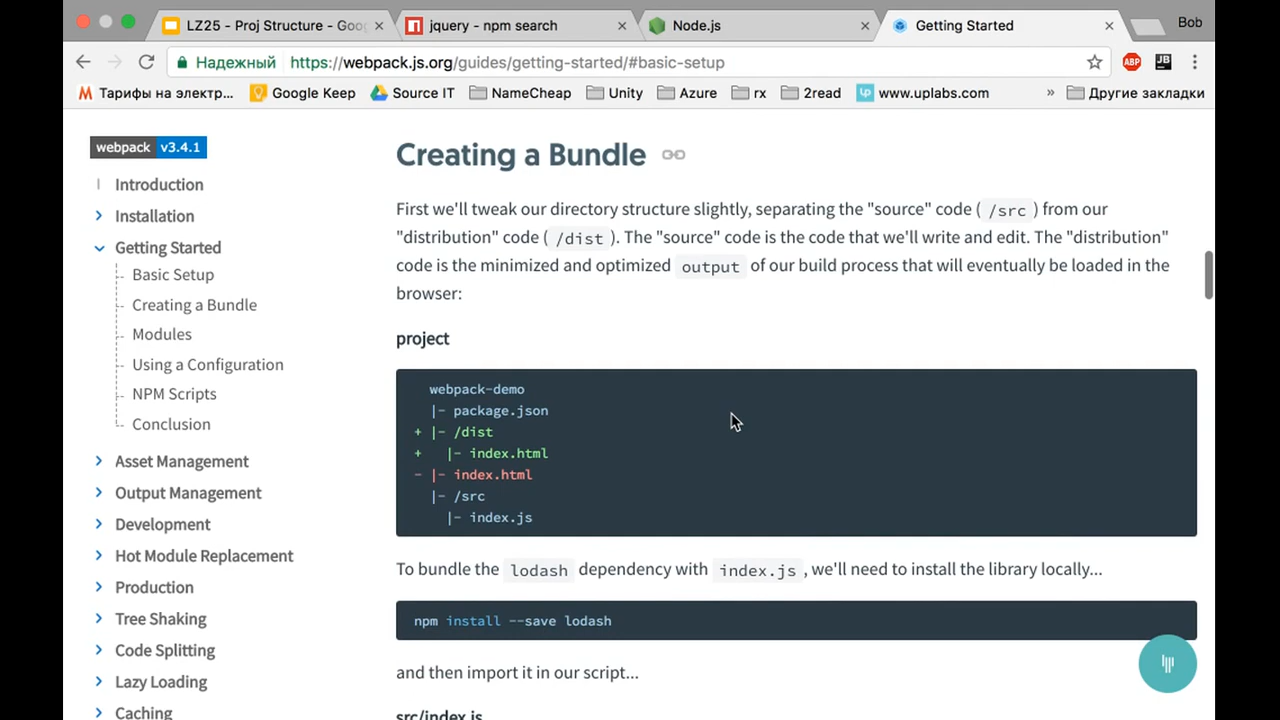 LZ25 - Proj Structure - Goo
jquery - npm search
Node.js
Getting Started
Bob
Надежный
https://webpack.js.org/guides/getting-started/#basic-setup
ABP
JB
Тарифы на электр...
Google Keep
Source IT
NameCheap
Unity
Azure
rx
2read
www.uplabs.com
»
Другие закладки
webpack v3.4.1
Introduction
Installation
Getting Started
Basic Setup
Creating a Bundle
Modules
Using a Configuration
NPM Scripts
Conclusion
Asset Management
Output Management
Development
Hot Module Replacement
Production
Tree Shaking
Code Splitting
Lazy Loading
Caching
Creating a Bundle
First we'll tweak our directory structure slightly, separating the "source" code ( /src ) from our
"distribution" code ( /dist ). The "source" code is the code that we'll write and edit. The "distribution"
code is the minimized and optimized output of our build process that will eventually be loaded in the
browser:
project
webpack-demo
|- package.json
+ |- /dist
+ |- index.html
- |- index.html
|- /src
|- index.js
To bundle the lodash dependency with index.js, we'll need to install the library locally...
npm install --save lodash
and then import it in our script...
src/index.js